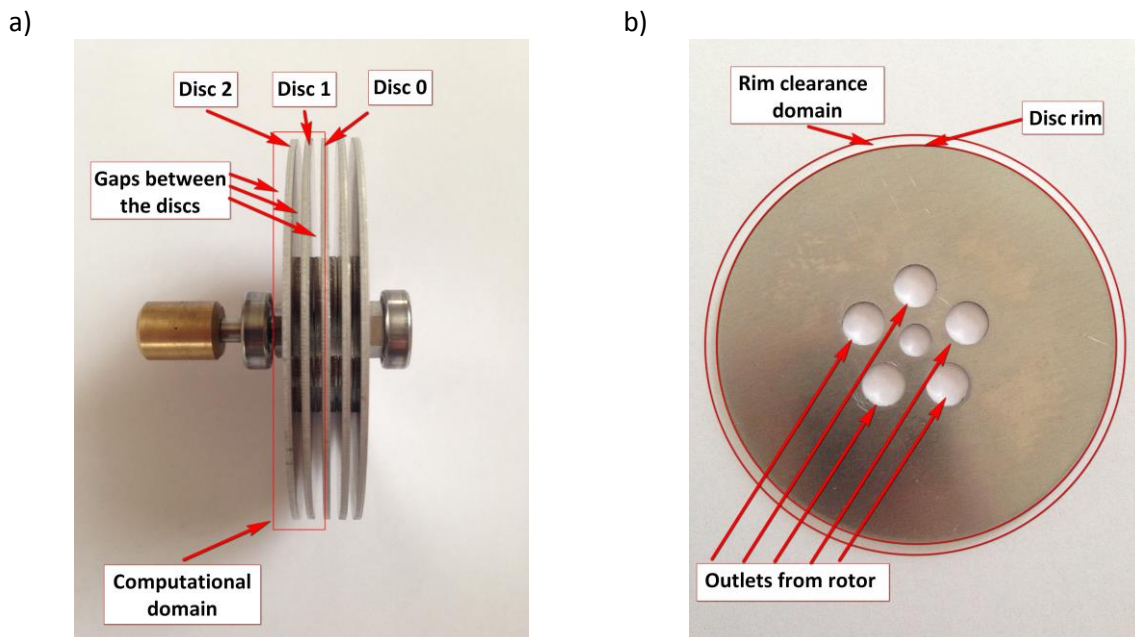 a)
Disc 2
Disc 1
Disc 0
Gaps between
the discs
Computational
domain
b)
Rim clearance
domain
Disc rim
Outlets from rotor